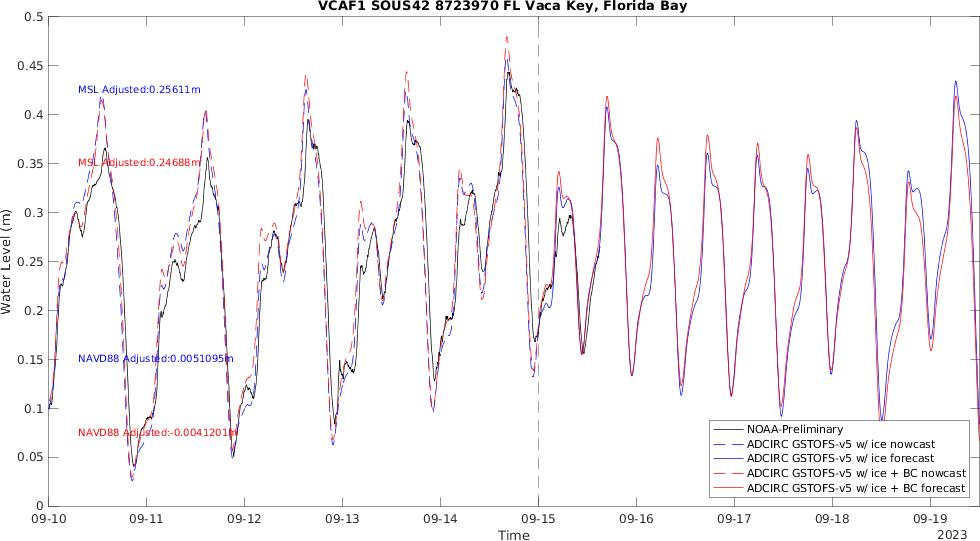 VCAF1 SOUS42 8723970 FL Vaca Key, Florida Bay
0.5
0.45
0.4
0.35
0.3
0.25
0.2
0.15
0.1
0.05
0
Water Level (m)
MSL Adjusted:0.25611m
MSL Adjusted:0.24688m
NAVD88 Adjusted:0.0051095m
NAVD88 Adjusted:-0.0041201m
NOAA-Preliminary
ADCIRC GSTOFS-v5 w/ ice nowcast
ADCIRC GSTOFS-v5 w/ ice forecast
ADCIRC GSTOFS-v5 w/ ice + BC nowcast
ADCIRC GSTOFS-v5 w/ ice + BC forecast
09-10 09-11 09-12 09-13 09-14 09-15 09-16 09-17 09-18 09-19
Time
2023